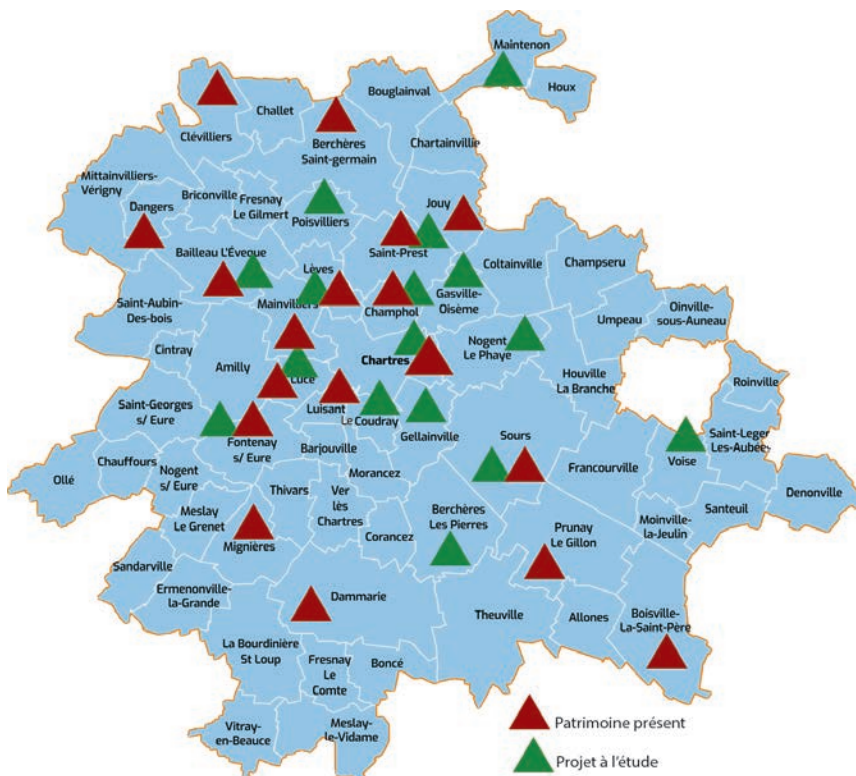 Maintenon
Houx
Bouglainval
Challet
Clévilliers
Berchères
Saint-germain
Chartainvillie
Mittainvilliers-
Vérigny
Dangers
Briconville
Fresnay
Le Gilmert
Poisvilliers
Jouy
Saint-Prest
Bailleau L'Éveque
Lèves
Mainvilliers
Champhol
Gasville-
Oisème
Coltainville
Champseru
Saint-Aubin-
Des-bois
Oinville-
sous-Auneau
Umpeau
Cintray
Amilly
Chartres
Nogent
Le Phaye
Houville
La Branche
Roinville
Luce
Luisant
Le Coudray
Gellainville
Saint-Georges
s/ Eure
Fontenay
s/ Eure
Barjouville
Sours
Saint-Leger
Les-Aubées
Voise
Francourville
Ollé
Chauffours
Nogent
s/ Eure
Morancez
Denonville
Meslay
Le Grenet
Thivars
Ver
lès
Chartres
Berchères
Les Pierres
Santeuil
Moinville-
la-Jeulin
Mignières
Corancez
Prunay
Le Gillon
Sandarville
Ermenonville-
la-Grande
Dammarie
Theuville
Allones
Boisville-
La-Saint-Père
La Bourdinière
St Loup
Fresnay
Le
Comte
Boncé
Vitray-
en-Beauce
Meslay-
le-Vidame
Patrimoine présent
Projet à l'étude